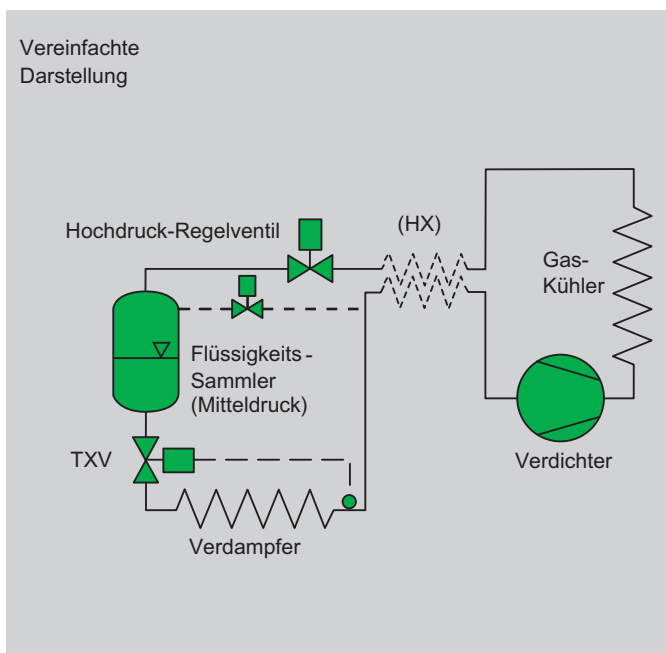 Vereinfachte
Darstellung
Hochdruck-Regelventil
(HX)
Gas-
Kühler
Flüssigkeits -
Sammler
(Mitteldruck)
TXV
Verdichter
Verdampfer